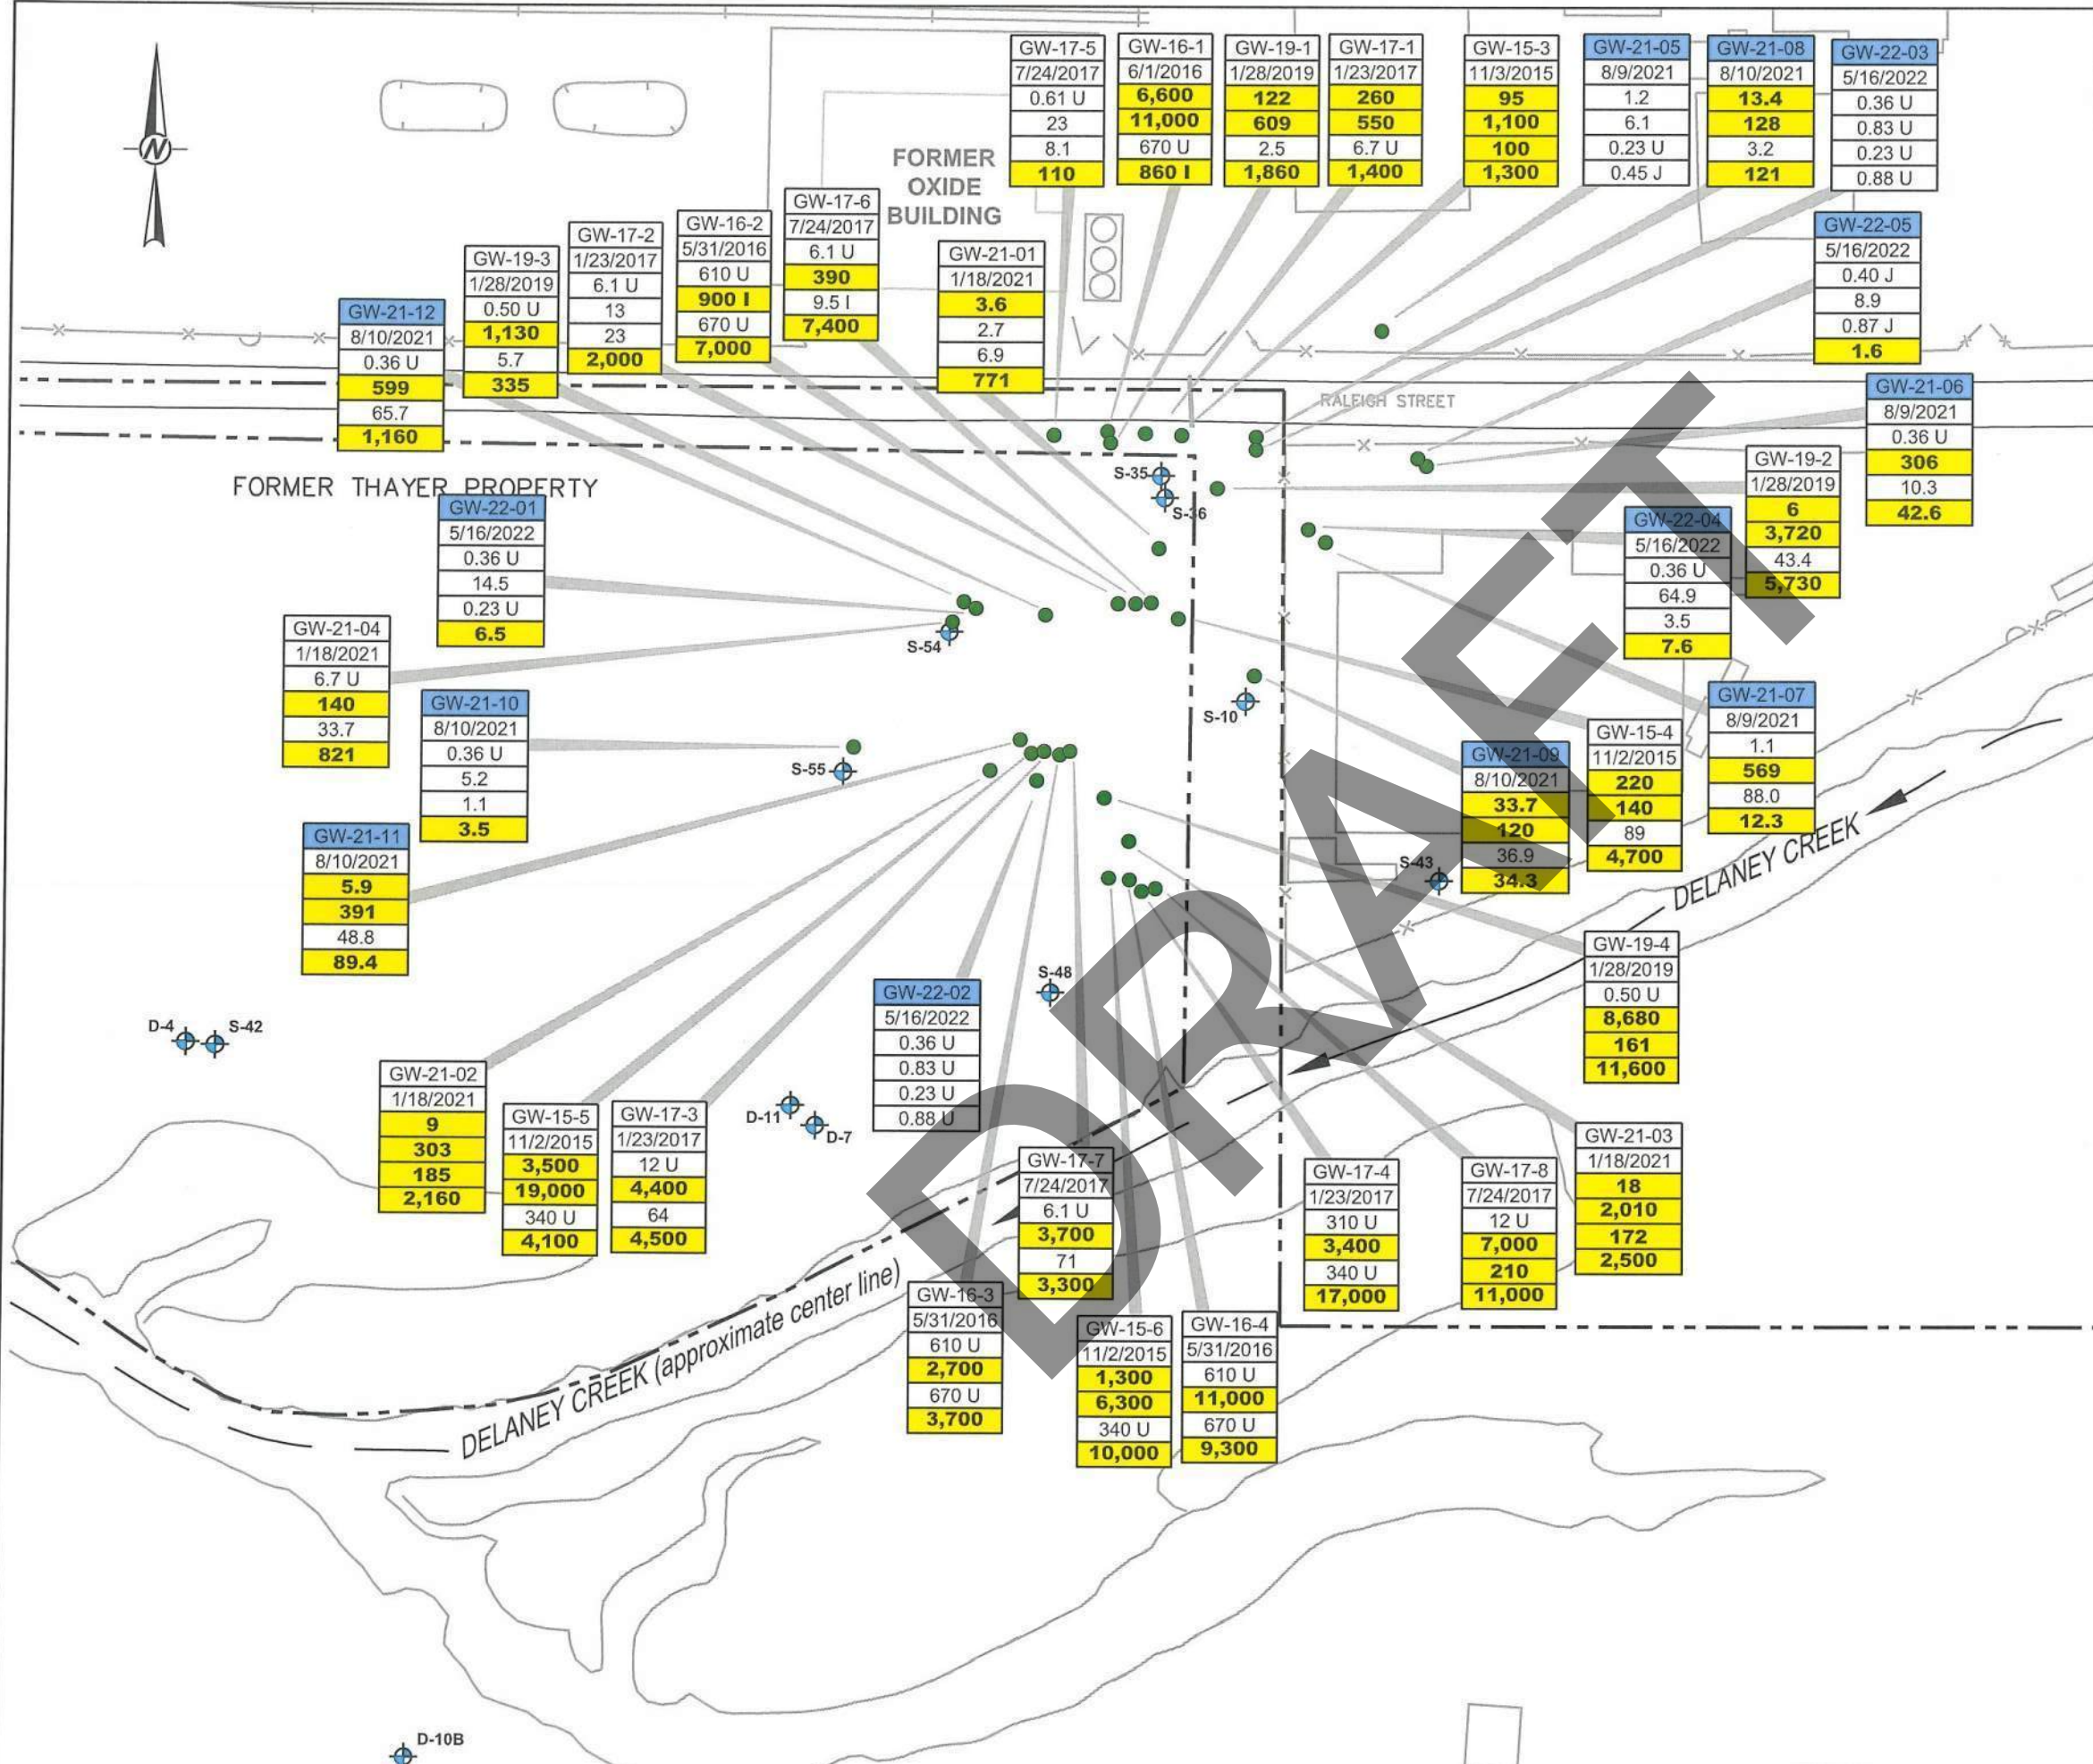 GW-17-5
7/24/2017
0.61 U
23
8.1
110
GW-16-1
6/1/2016
6,600
11,000
670 U
860 I
GW-19-1
1/28/2019
122
609
2.5
1,860
GW-17-1
1/23/2017
260
550
6.7 U
1,400
GW-15-3
11/3/2015
95
1,100
100
1,300
GW-21-05
8/9/2021
1.2
6.1
0.23 U
0.45 J
GW-21-08
8/10/2021
13.4
128
3.2
121
GW-22-03
5/16/2022
0.36 U
0.83 U
0.23 U
0.88 U
N
FORMER
OXIDE
BUILDING
GW-17-6
7/24/2017
6.1 U
390
9.5 I
7,400
GW-16-2
5/31/2016
610 U
900 I
670 U
7,000
GW-17-2
1/23/2017
6.1 U
13
23
2,000
GW-19-3
1/28/2019
0.50 U
1,130
5.7
335
GW-21-12
8/10/2021
0.36 U
599
65.7
1,160
GW-21-01
1/18/2021
3.6
2.7
6.9
771
GW-22-05
5/16/2022
0.40 J
8.9
0.87 J
1.6
RALEIGH STREET
GW-21-06
8/9/2021
0.36 U
306
10.3
42.6
GW-19-2
1/28/2019
6
3,720
43.4
5,730
FORMER THAYER PROPERTY
S-35
S-36
GW-22-01
5/16/2022
0.36 U
14.5
0.23 U
6.5
GW-22-04
5/16/2022
0.36 U
64.9
3.5
7.6
GW-21-04
1/18/2021
6.7 U
140
33.7
821
S-54
S-10
GW-21-10
8/10/2021
0.36 U
5.2
1.1
3.5
S-55
GW-21-07
8/9/2021
1.1
569
88.0
12.3
GW-15-4
11/2/2015
220
140
89
4,700
GW-21-09
8/10/2021
33.7
120
36.9
34.3
S-43
DELANEY CREEK
GW-21-11
8/10/2021
5.9
391
48.8
89.4
GW-19-4
1/28/2019
0.50 U
8,680
161
11,600
S-48
GW-22-02
5/16/2022
0.36 U
0.83 U
0.23 U
0.88 U
D-4
S-42
D-11
D-7
GW-21-02
1/18/2021
9
303
185
2,160
GW-15-5
11/2/2015
3,500
19,000
340 U
4,100
GW-17-3
1/23/2017
12 U
4,400
64
4,500
GW-17-7
7/24/2017
6.1 U
3,700
71
3,300
GW-17-4
1/23/2017
310 U
3,400
340 U
17,000
GW-17-8
7/24/2017
12 U
7,000
210
11,000
GW-21-03
1/18/2021
18
2,010
172
2,500
GW-16-3
5/31/2016
610 U
2,700
670 U
3,700
GW-15-6
11/2/2015
1,300
6,300
340 U
10,000
GW-16-4
5/31/2016
610 U
11,000
670 U
9,300
DELANEY CREEK (approximate center line)
D-10B
DRAFT